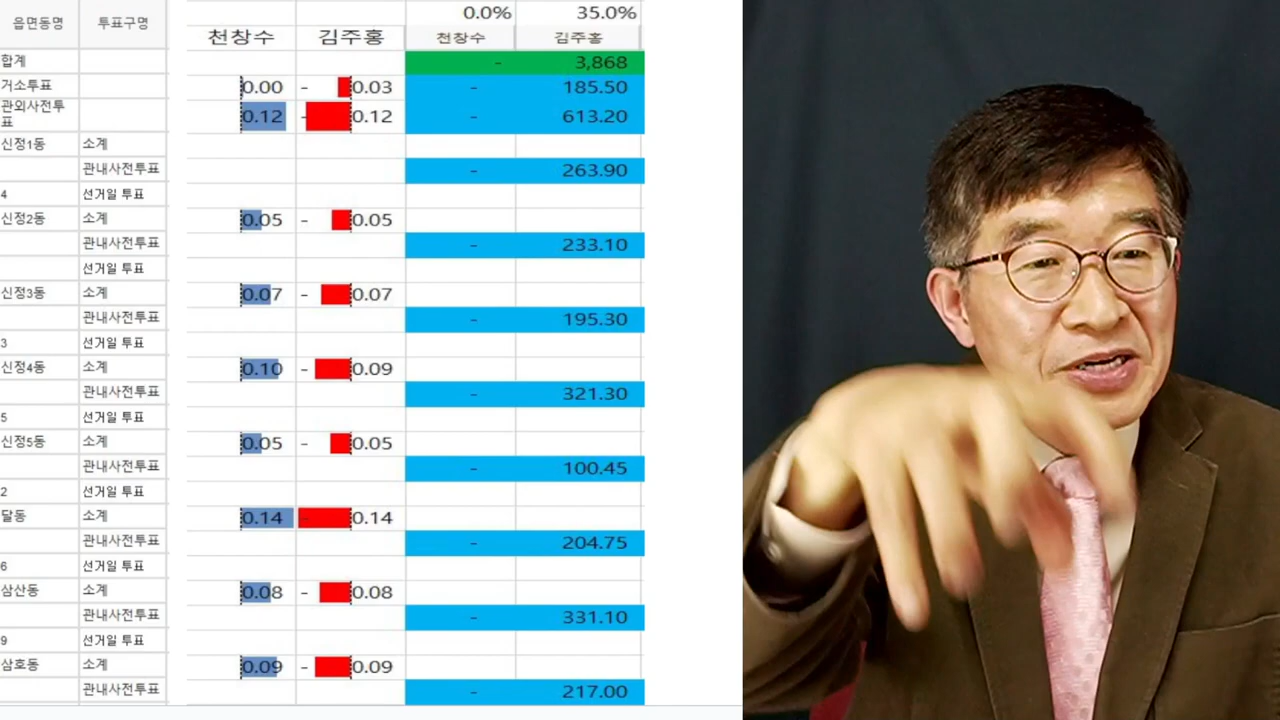 0.0% 35.0%
읍면동명 투표구명 천창수 김주홍 천창수 김주홍
합계 - 3,868
거소투표 0.00 - 0.03 - 185.50
관외사전투표 0.12 - 0.12 - 613.20
신정1동 소계
관내사전투표 - 263.90
4 선거일 투표
신정2동 소계 0.05 - 0.05
관내사전투표 - 233.10
선거일 투표
신정3동 소계 0.07 - 0.07
관내사전투표 - 195.30
3 선거일 투표
신정4동 소계 0.10 - 0.09
관내사전투표 - 321.30
5 선거일 투표
신정5동 소계 0.05 - 0.05
관내사전투표 - 100.45
2 선거일 투표
달동 소계 0.14 - 0.14
관내사전투표 - 204.75
6 선거일 투표
삼산동 소계 0.08 - 0.08
관내사전투표 - 331.10
9 선거일 투표
삼호동 소계 0.09 - 0.09
관내사전투표 - 217.00